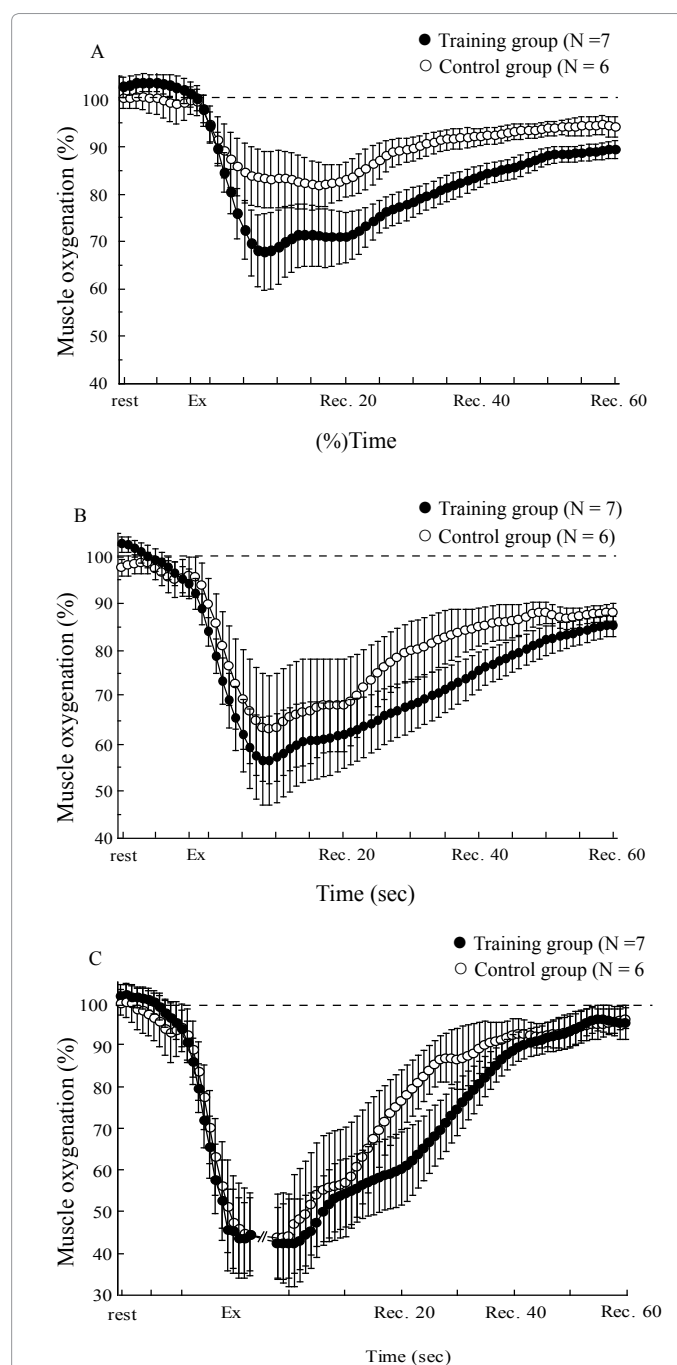 A
Training group (N =7
Control group (N = 6
Muscle oxygenation (%)
100
90
80
70
60
50
40
rest
Ex
Rec. 20
Rec. 40
Rec. 60
(%)Time
B
Training group (N = 7)
Control group (N = 6)
Muscle oxygenation (%)
100
90
80
70
60
50
40
rest
Ex
Rec. 20
Rec. 40
Rec. 60
Time (sec)
C
Training group (N =7
Control group (N = 6
Muscle oxygenation (%)
100
90
80
70
60
50
40
30
rest
Ex
Rec. 20
Rec. 40
Rec. 60
Time (sec)